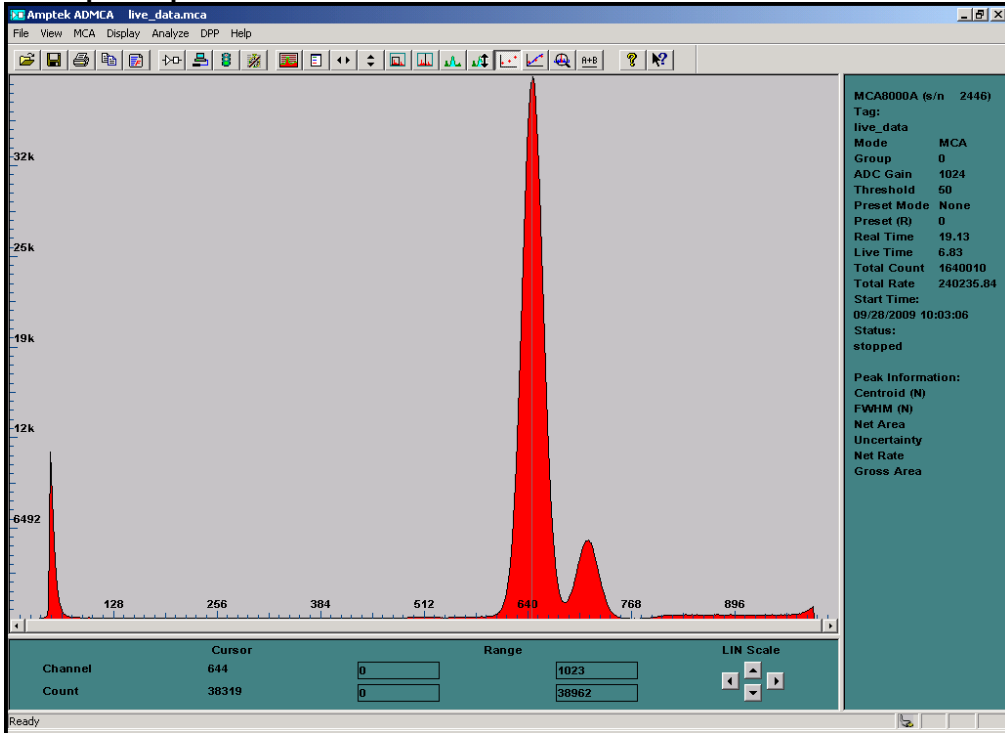 Amptek ADMCA    live_data.mca
File  View  MCA  Display  Analyze  DPP  Help
A+B
32k
25k
19k
12k
6492
128  256  384  512  640  768  896
MCA8000A (s/n  2446)
Tag:
live_data
Mode  MCA
Group  0
ADC Gain  1024
Threshold  50
Preset Mode  None
Preset (R)  0
Real Time  19.13
Live Time  6.83
Total Count  1640010
Total Rate  240235.84
Start Time:
09/28/2009 10:03:06
Status:
stopped
Peak Information:
Centroid (N)
FWHM (N)
Net Area
Uncertainty
Net Rate
Gross Area
Cursor  Range  LIN Scale
Channel  644  0  1023
Count  38319  0  38962
Ready